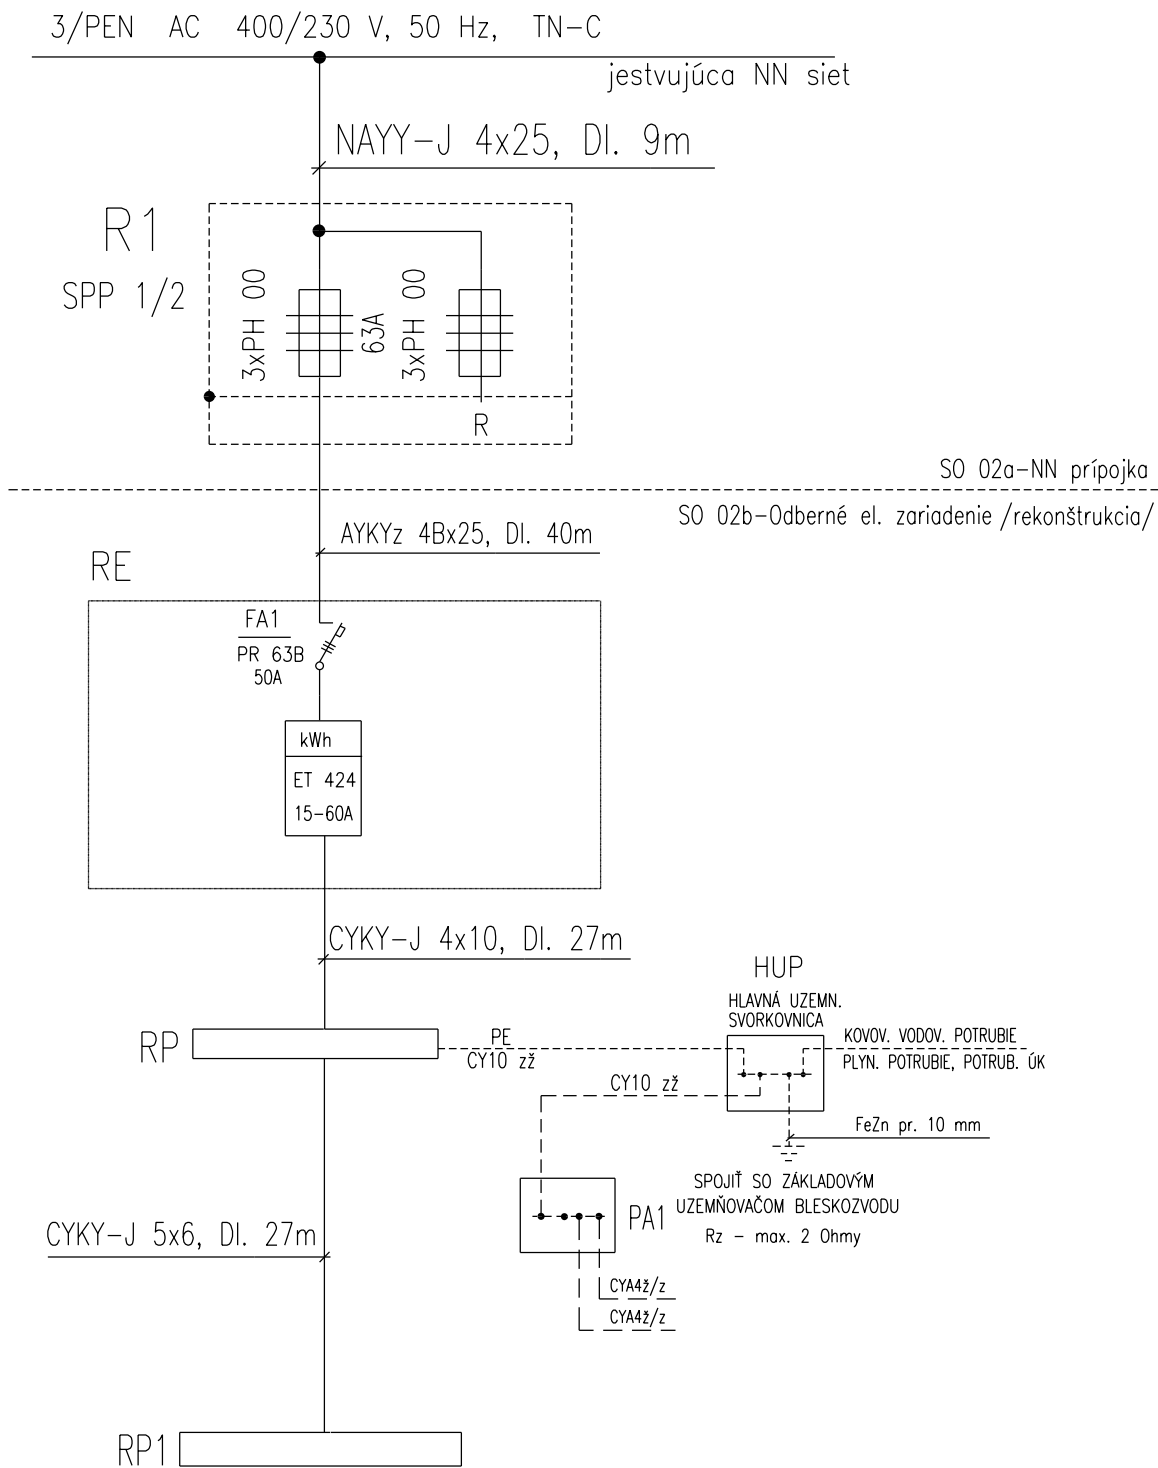 3/PEN AC 400/230 V, 50 Hz, TN-C
jestvujúca NN siet
NAYY-J 4x25, Dl. 9m
R1
SPP 1/2
3xPH 00
63A
3xPH 00
R
SO 02a-NN prípojka
SO 02b-Odberné el. zariadenie /rekonštrukcia/
AYKYz 4Bx25, Dl. 40m
RE
FA1
PR 63B
50A
kWh
ET 424
15-60A
CYKY-J 4x10, Dl. 27m
HUP
HLAVNÁ UZEMN.
SVORKOVNICA
RP
PE
CY10 zž
KOVOV. VODOV. POTRUBIE
PLYN. POTRUBIE, POTRUB. ÚK
CY10 zž
FeZn pr. 10 mm
SPOJIŤ SO ZÁKLADOVÝM
UZEMŇOVAČOM BLESKOZVODU
Rz - max. 2 Ohmy
PA1
CYKY-J 5x6, Dl. 27m
CYA4ž/z
CYA4ž/z
RP1